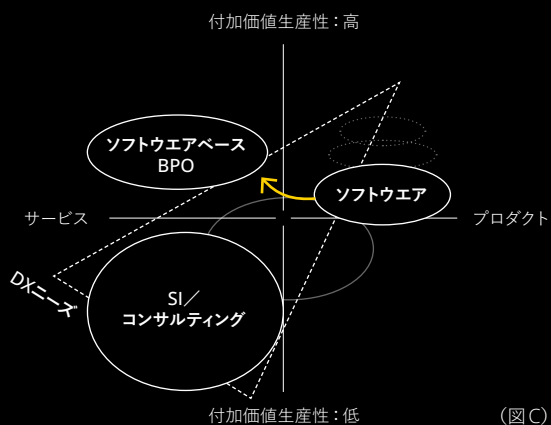 付加価値生産性：高
ソフトウエアベース
BPO
ソフトウエア
サービス
プロダクト
DXニーズ
SI／
コンサルティング
付加価値生産性：低
（図C）